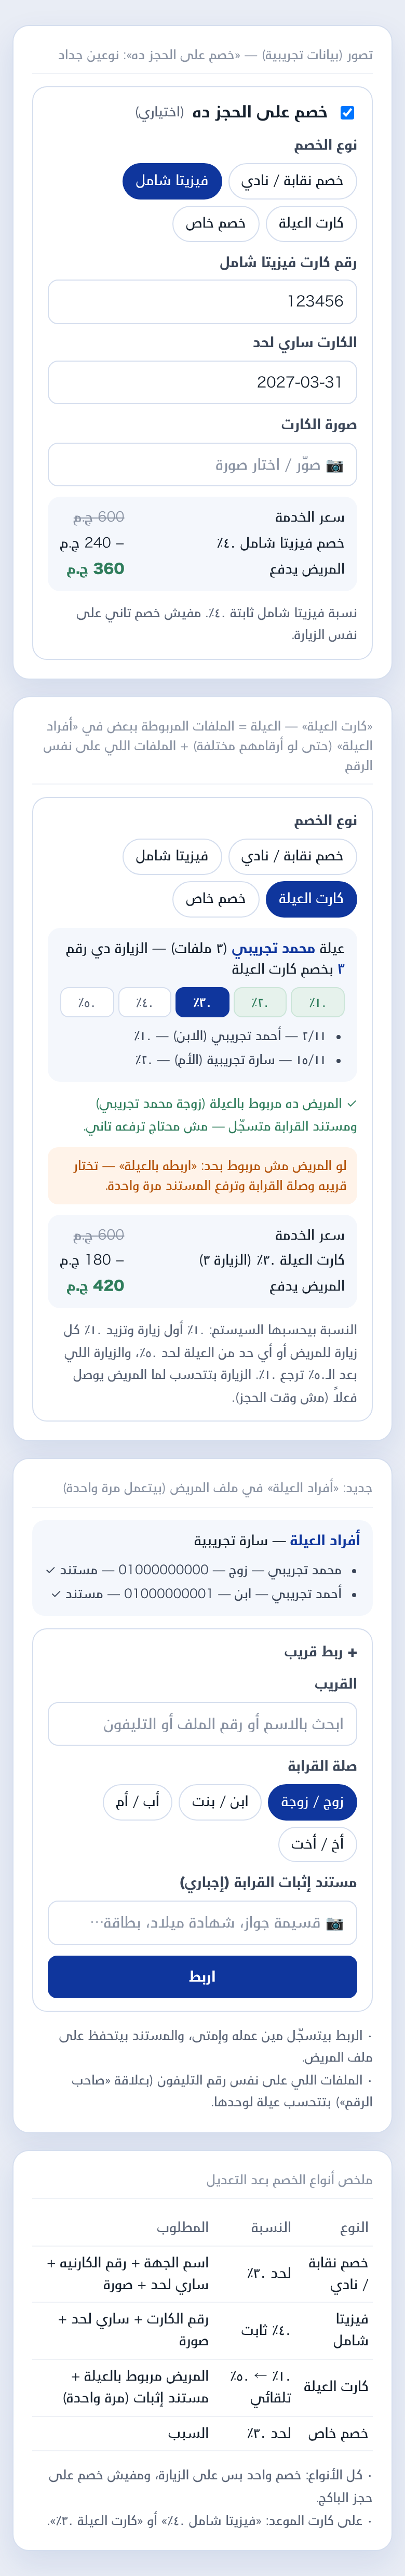 تصور (بيانات تجريبية) — «خصم على الحجز ده»: نوعين جداد
خصم على الحجز ده (اختياري)
نوع الخصم
خصم نقابة / نادي
فيزيتا شامل
كارت العيلة
خصم خاص
رقم كارت فيزيتا شامل
123456
الكارت ساري لحد
2027-03-31
صورة الكارت
📷 صوّر / اختار صورة
سعر الخدمة 600 ج.م
خصم فيزيتا شامل ٤٠٪ − 240 ج.م
المريض يدفع 360 ج.م
نسبة فيزيتا شامل ثابتة ٤٠٪. مفيش خصم تاني على
نفس الزيارة.
«كارت العيلة» — العيلة = الملفات المربوطة ببعض في «أفراد
العيلة» (حتى لو أرقامهم مختلفة) + الملفات اللي على نفس
الرقم
نوع الخصم
خصم نقابة / نادي
فيزيتا شامل
كارت العيلة
خصم خاص
عيلة محمد تجريبي (٣ ملفات) — الزيارة دي رقم
٣ بخصم كارت العيلة
١٠٪ ٢٠٪ ٣٠٪ ٤٠٪ ٥٠٪
• ٢/١١ — أحمد تجريبي (الابن) — ١٠٪
• ١٥/١١ — سارة تجريبية (الأم) — ٢٠٪
✓ المريض ده مربوط بالعيلة (زوجة محمد تجريبي)
ومستند القرابة متسجّل — مش محتاج ترفعه تاني.
لو المريض مش مربوط بحد: «اربطه بالعيلة» — تختار
قريبه وصلة القرابة وترفع المستند مرة واحدة.
سعر الخدمة 600 ج.م
كارت العيلة ٣٠٪ (الزيارة ٣) − 180 ج.م
المريض يدفع 420 ج.م
النسبة بيحسبها السيستم: ١٠٪ أول زيارة وتزيد ١٠٪ كل
زيارة للمريض أو أي حد من العيلة لحد ٥٠٪، والزيارة اللي
بعد الـ٥٠٪ ترجع ١٠٪. الزيارة بتتحسب لما المريض يوصل
فعلاً (مش وقت الحجز).
جديد: «أفراد العيلة» في ملف المريض (بيتعمل مرة واحدة)
أفراد العيلة — سارة تجريبية
• محمد تجريبي — زوج — 01000000000 — مستند ✓
• أحمد تجريبي — ابن — 01000000001 — مستند ✓
+ ربط قريب
القريب
ابحث بالاسم أو رقم الملف أو التليفون
صلة القرابة
زوج / زوجة
ابن / بنت
أب / أم
أخ / أخت
مستند إثبات القرابة (إجباري)
📷 قسيمة جواز، شهادة ميلاد، بطاقة…
اربط
· الربط بيتسجّل مين عمله وإمتى، والمستند بيتحفظ على
ملف المريض.
· الملفات اللي على نفس رقم التليفون (بعلاقة «صاحب
الرقم») بتتحسب عيلة لوحدها.
ملخص أنواع الخصم بعد التعديل
النوع النسبة المطلوب
خصم نقابة / نادي لحد ٣٠٪ اسم الجهة + رقم الكارنيه + ساري لحد + صورة
فيزيتا شامل ٤٠٪ ثابت رقم الكارت + ساري لحد + صورة
كارت العيلة ١٠٪ ← ٥٠٪ تلقائي المريض مربوط بالعيلة + مستند إثبات (مرة واحدة)
خصم خاص لحد ٣٠٪ السبب
· كل الأنواع: خصم واحد بس على الزيارة، ومفيش خصم على
حجز الباكج.
· على كارت الموعد: «فيزيتا شامل ٤٠٪» أو «كارت العيلة ٣٠٪».